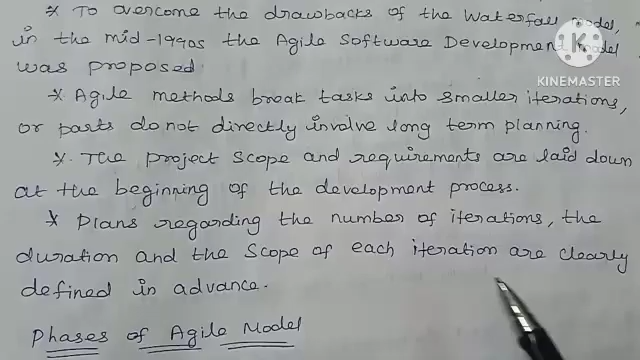 * To overcome the drawbacks of the Waterfall Model,
in the mid-1990s the Agile Software Development Model
was proposed.
KINEMASTER
* Agile methods break tasks into smaller iterations,
or parts do not directly involve long term planning.
* The project scope and requirements are laid down
at the beginning of the development process.
* Plans regarding the number of iterations, the
duration and the scope of each iteration are clearly
defined in advance.
Phases of Agile Model